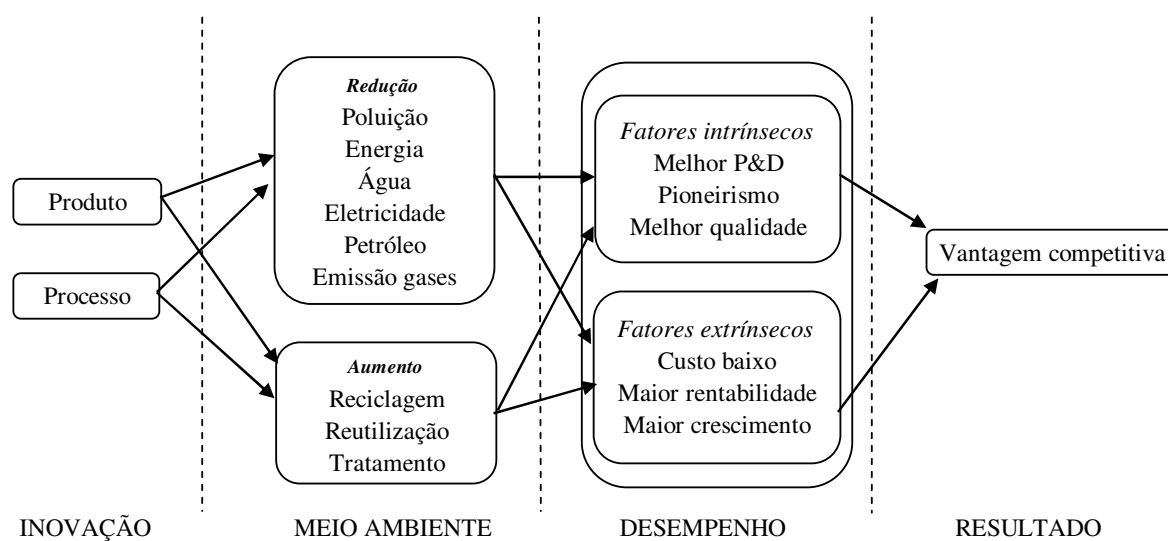 Produto
Processo
Redução
Poluição
Energia
Água
Eletricidade
Petróleo
Emissão gases
Aumento
Reciclagem
Reutilização
Tratamento
Fatores intrínsecos
Melhor P&D
Pioneirismo
Melhor qualidade
Fatores extrínsecos
Custo baixo
Maior rentabilidade
Maior crescimento
Vantagem competitiva
INOVAÇÃO
MEIO AMBIENTE
DESEMPENHO
RESULTADO